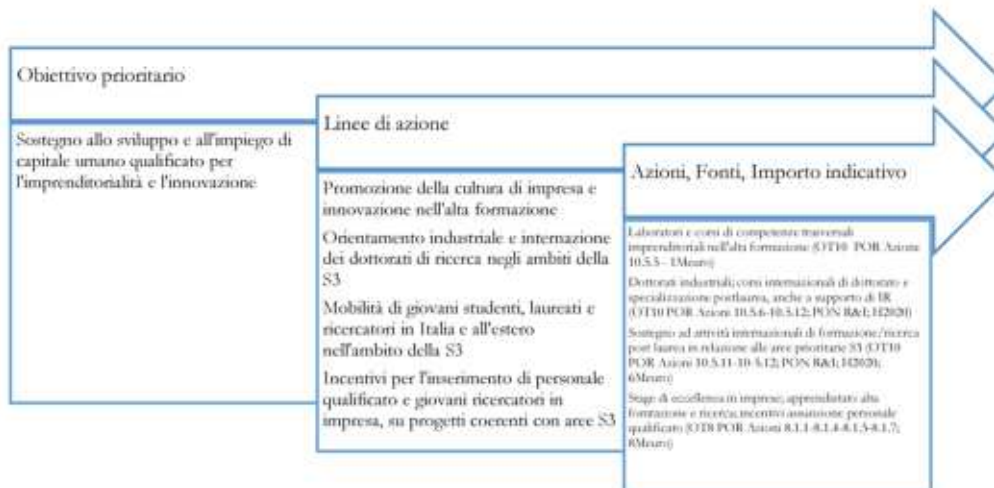 Obiettivo prioritario
Sostegno allo sviluppo e all'impiego di
capitale umano qualificato per
l'imprenditorialità e l'innovazione
Linee di azione
Promozione della cultura di impresa e
innovazione nell'alta formazione
Orientamento industriale e internazione
dei dottorati di ricerca negli ambiti della
S3
Mobilità di giovani studenti, laureati e
ricercatori in Italia e all'estero
nell'ambito della S3
Incentivi per l'inserimento di personale
qualificato e giovani ricercatori in
impresa, su progetti coerenti con aree S3
Azioni, Fonti, Importo indicativo
Laboratori e corsi di competenze trasversali
imprenditoriali nell'alta formazione (OT10 POR Azione
10.5.5 - 1Meuro)
Dottorati industriali; corsi internazionali di dottorato e
specializzazione postlaurea, anche a supporto di IR
(OT10 POR Azioni 10.5.6-10.5.12; PON R&I; H2020)
Sostegno ad attività internazionali di formazione/ricerca
post laurea in relazione alle aree prioritarie S3 (OT10
POR Azioni 10.5.11-10-5.12; PON R&I; H2020;
6Meuro)
Stage di eccellenza in imprese; apprendistato alta
formazione e ricerca; incentivo assunzione personale
qualificato (OT8 POR Azioni 8.1.1-8.1.4-8.1.5-8.1.7;
8Meuro)